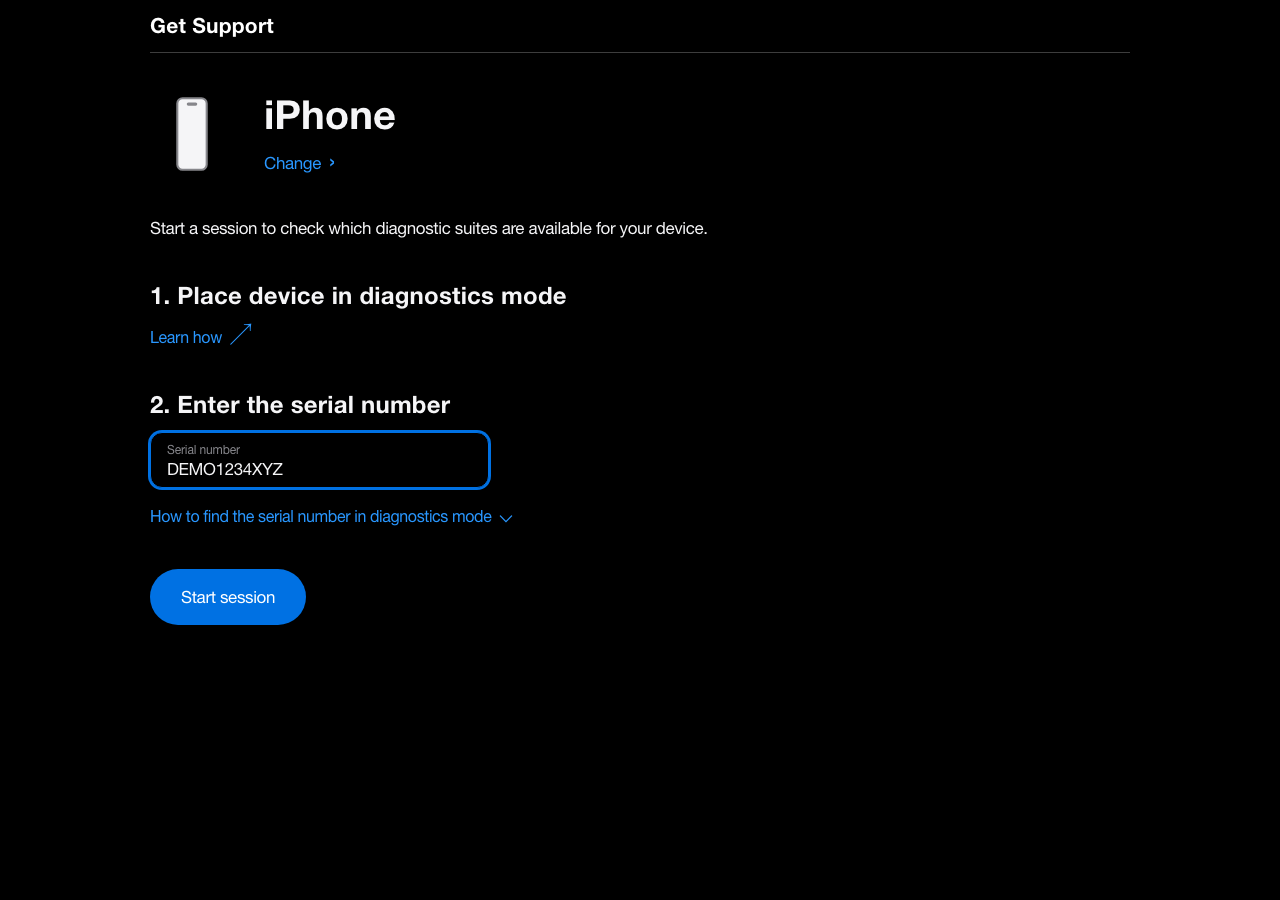 Get Support
iPhone
Change
Start a session to check which diagnostic suites are available for your device.
1. Place device in diagnostics mode
Learn how
2. Enter the serial number
Serial number
DEMO1234XYZ
How to find the serial number in diagnostics mode
Start session